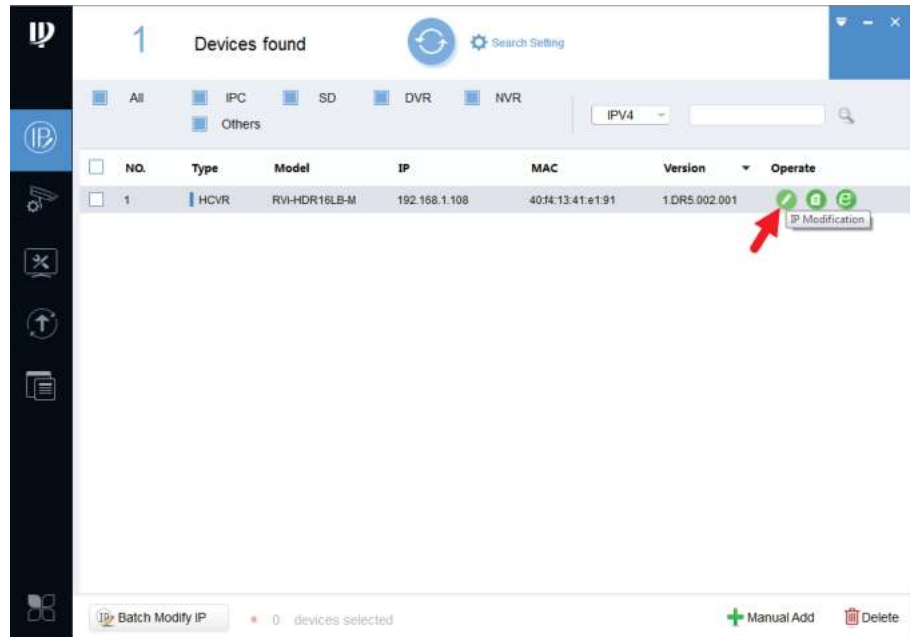 1 Devices found Search Setting
All IPC SD DVR NVR
Others
IPV4
NO. Type Model IP MAC Version Operate
1 HCVR RVI-HDR16LB-M 192.168.1.108 40:f4:13:41:e1:91 1.DR5.002.001
IP Modification
Batch Modify IP 0 devices selected Manual Add Delete